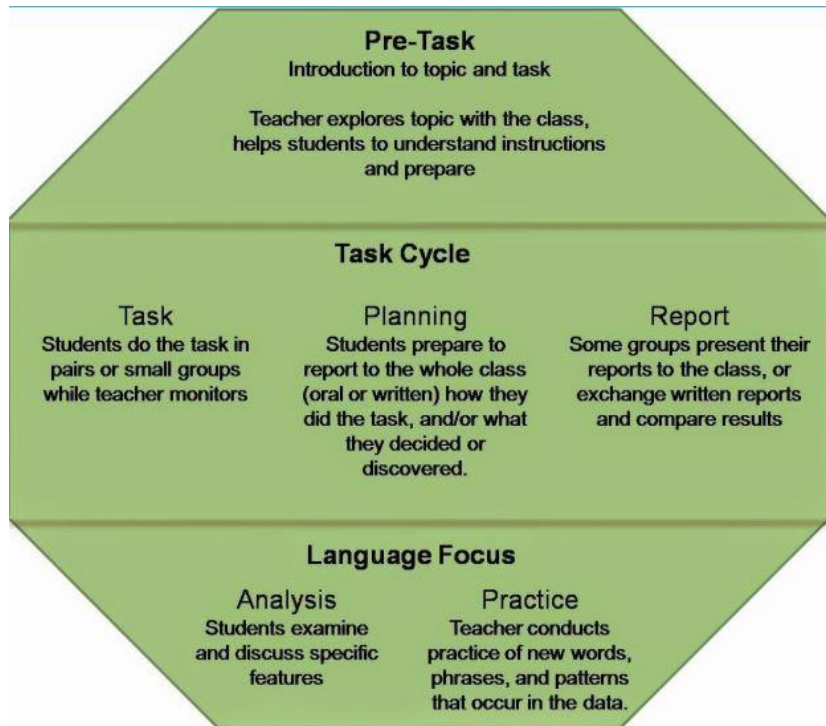 Pre-Task
Introduction to topic and task
Teacher explores topic with the class,
helps students to understand instructions
and prepare
Task Cycle
Task
Students do the task in
pairs or small groups
while teacher monitors
Planning
Students prepare to
report to the whole class
(oral or written) how they
did the task, and/or what
they decided or
discovered.
Report
Some groups present their
reports to the class, or
exchange written reports
and compare results
Language Focus
Analysis
Students examine
and discuss specific
features
Practice
Teacher conducts
practice of new words,
phrases, and patterns
that occur in the data.